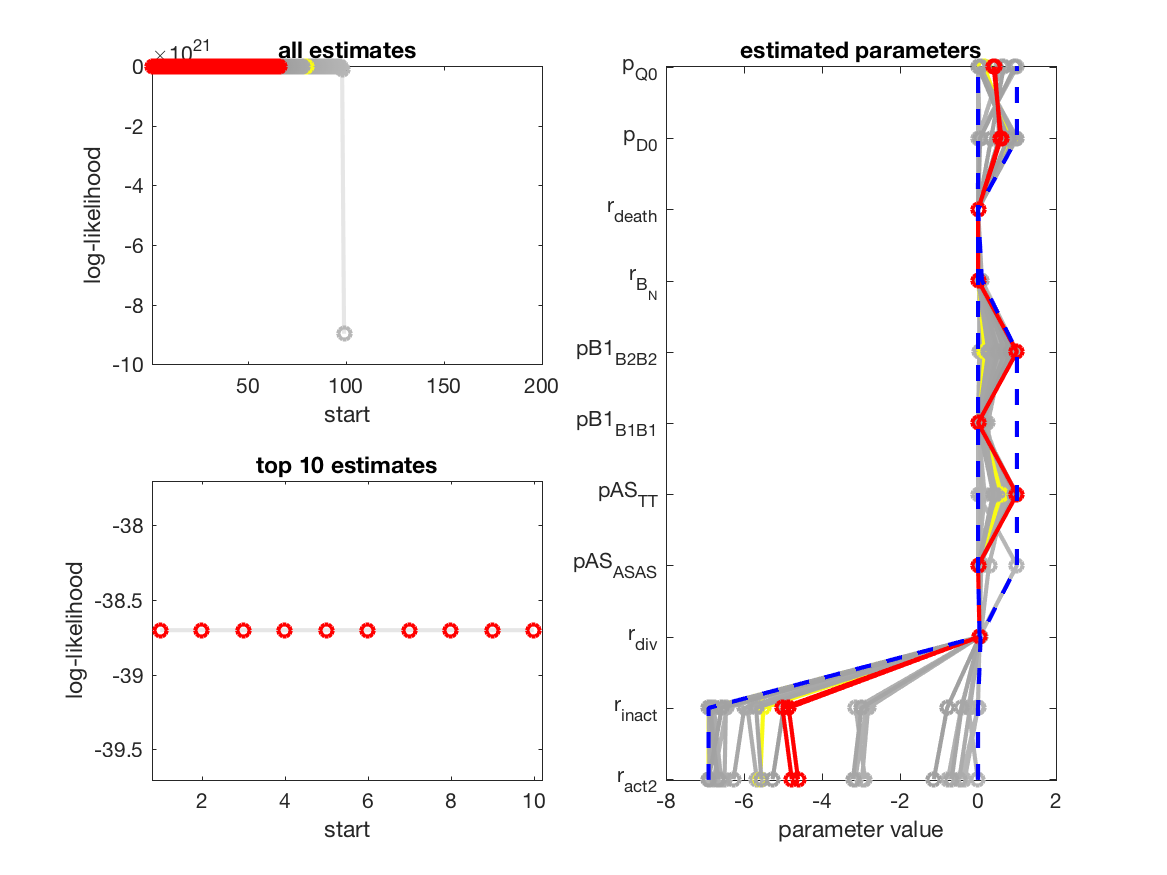 all estimates
×10^21
0
-2
-4
-6
-8
-10
50 100 150 200
start
log-likelihood
top 10 estimates
-38
-38.5
-39
-39.5
2 4 6 8 10
start
log-likelihood
estimated parameters
p_Q0
p_D0
r_death
r_B_N
pB1_B2B2
pB1_B1B1
pAS_TT
pAS_ASAS
r_div
r_inact
r_act2
-8 -6 -4 -2 0 2
parameter value